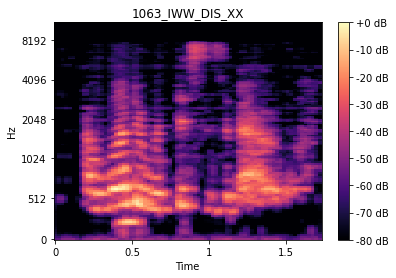 1063_IWW_DIS_XX
8192
4096
2048
1024
512
0
Hz
0
0.5
1
1.5
Time
+0 dB
-10 dB
-20 dB
-30 dB
-40 dB
-50 dB
-60 dB
-70 dB
-80 dB